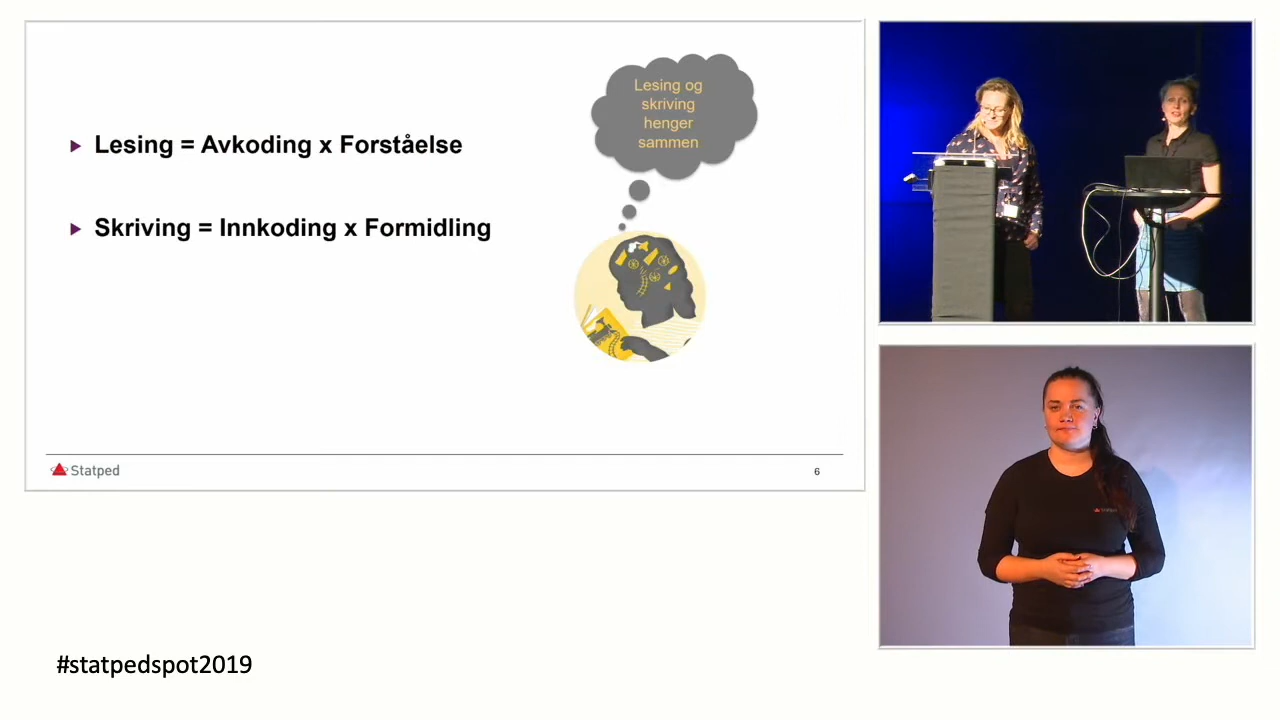 Lesing = Avkoding x Forståelse
Skriving = Innkoding x Formidling
Lesing og
skriving
henger
sammen
Statped
6
#statpedspot2019